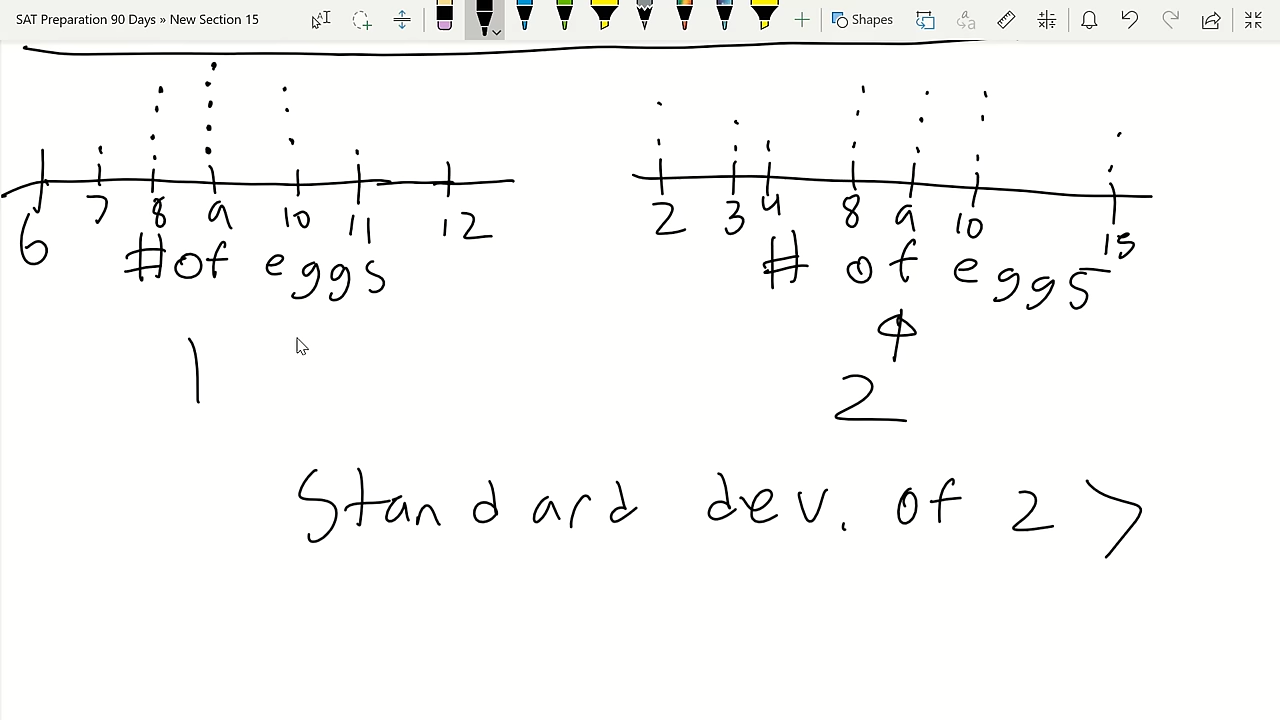 SAT Preparation 90 Days » New Section 15
Shapes
6 7 8 9 10 11 12
# of eggs
1
2 3 4 8 9 10 15
# of eggs
2
Standard dev. of 2 >